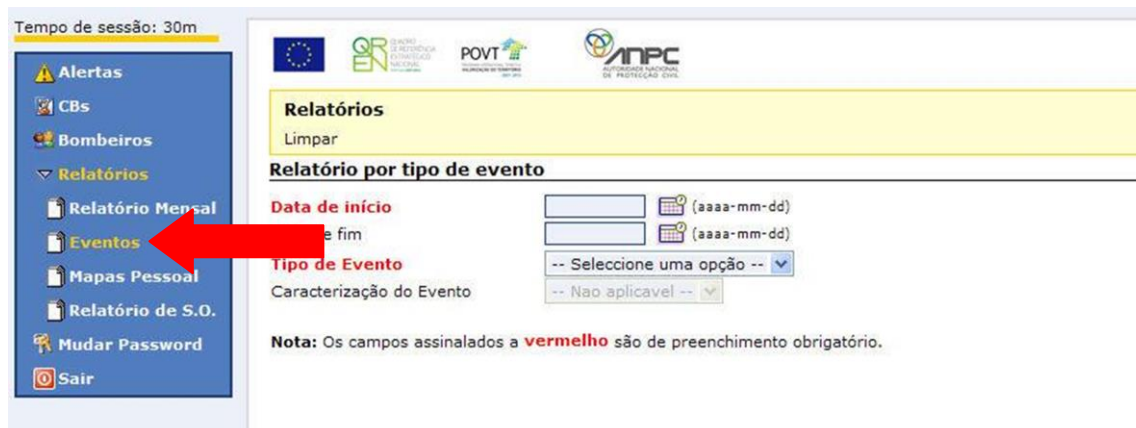 Tempo de sessão: 30m
Alertas
CBs
Bombeiros
Relatórios
Relatório Mensal
Eventos
Mapas Pessoal
Relatório de S.O.
Mudar Password
Sair
QR
EN
POVT
ANPC
AUTORIDADE NACIONAL
DE PROTECÇÃO CIVIL
Relatórios
Limpar
Relatório por tipo de evento
Data de início (aaaa-mm-dd)
e fim (aaaa-mm-dd)
Tipo de Evento -- Seleccione uma opção --
Caracterização do Evento -- Nao aplicavel --
Nota: Os campos assinalados a vermelho são de preenchimento obrigatório.